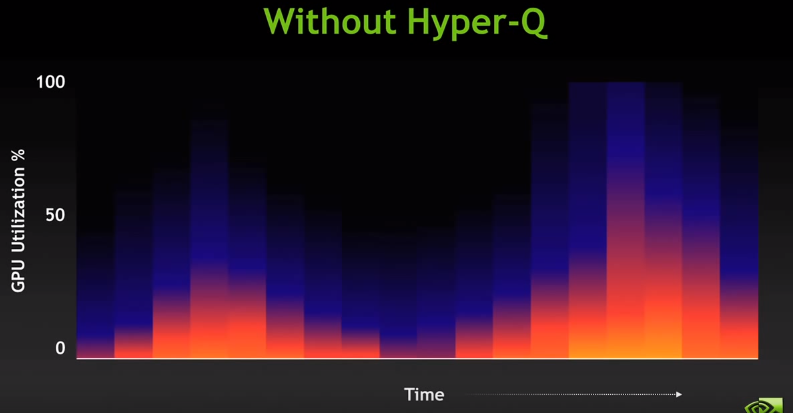 Without Hyper-Q
100
50
0
GPU Utilization %
Time